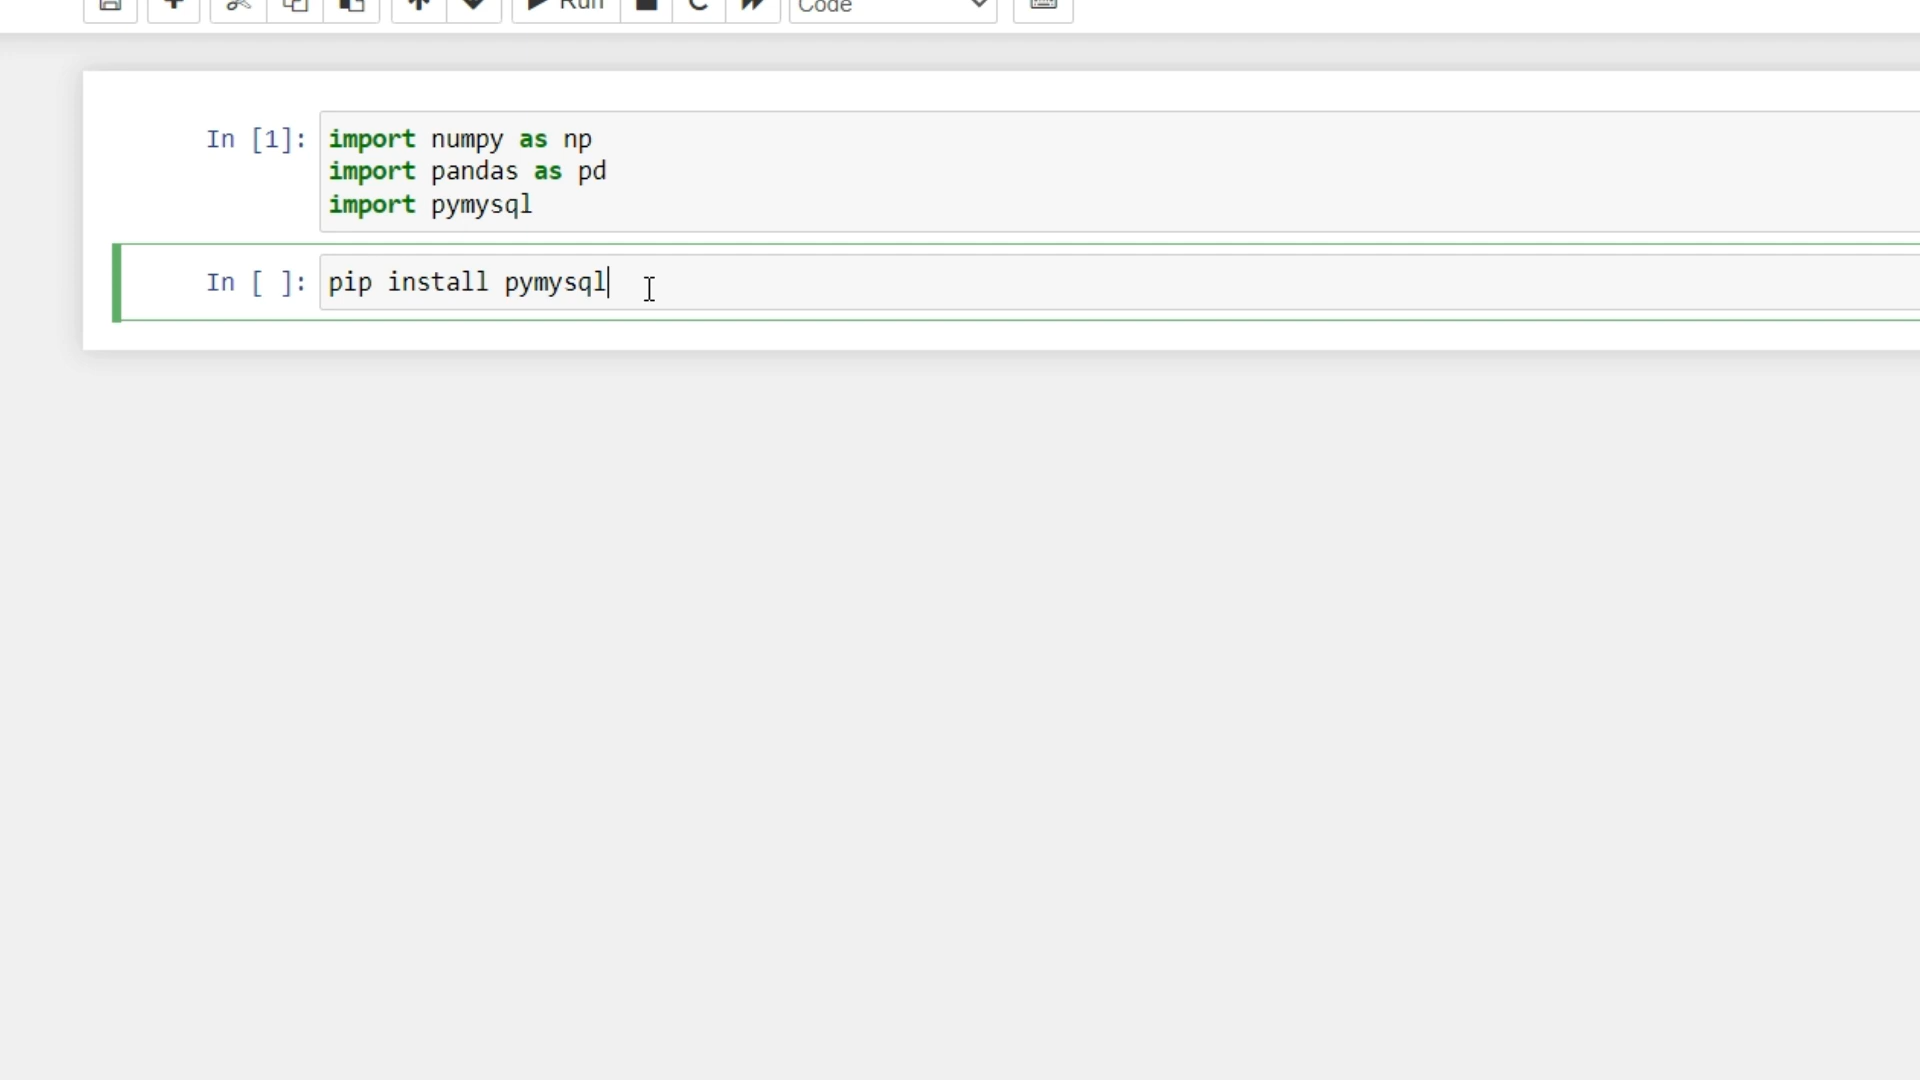 Run
Code
In [1]:
import numpy as np
import pandas as pd
import pymysql
In [ ]:
pip install pymysql